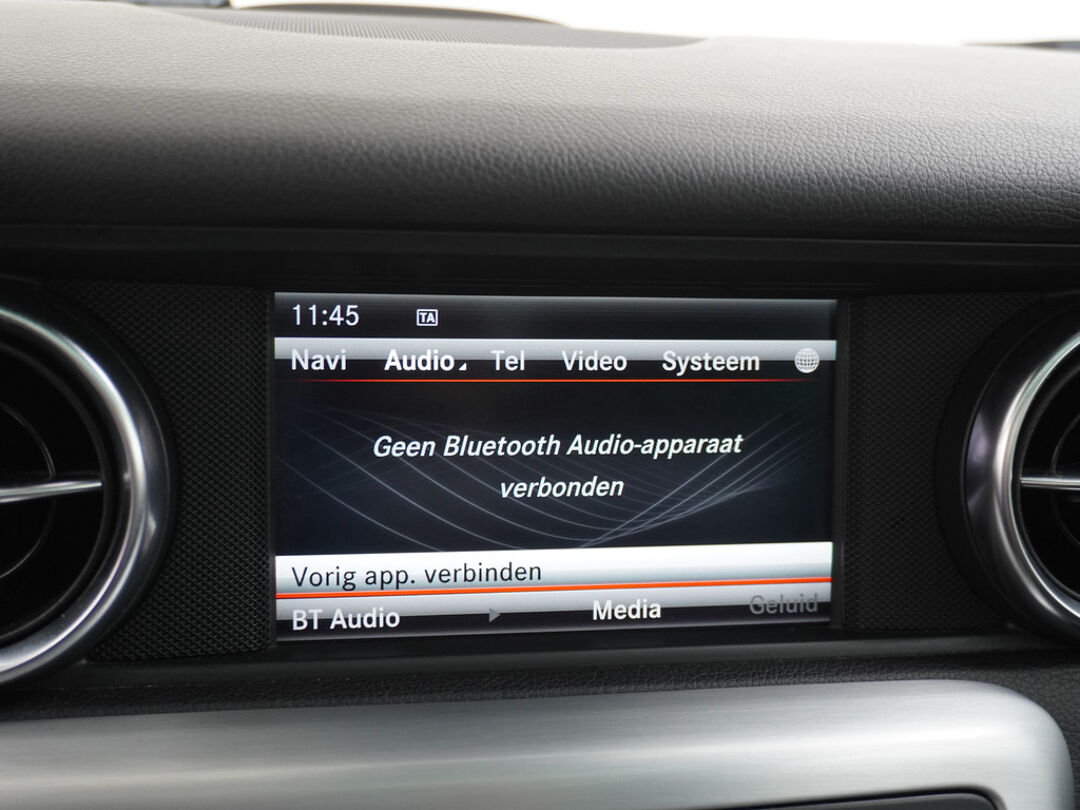 11:45 TA
Navi Audio Tel Video Systeem
Geen Bluetooth Audio-apparaat
verbonden
Vorig app. verbinden
BT Audio Media Geluid